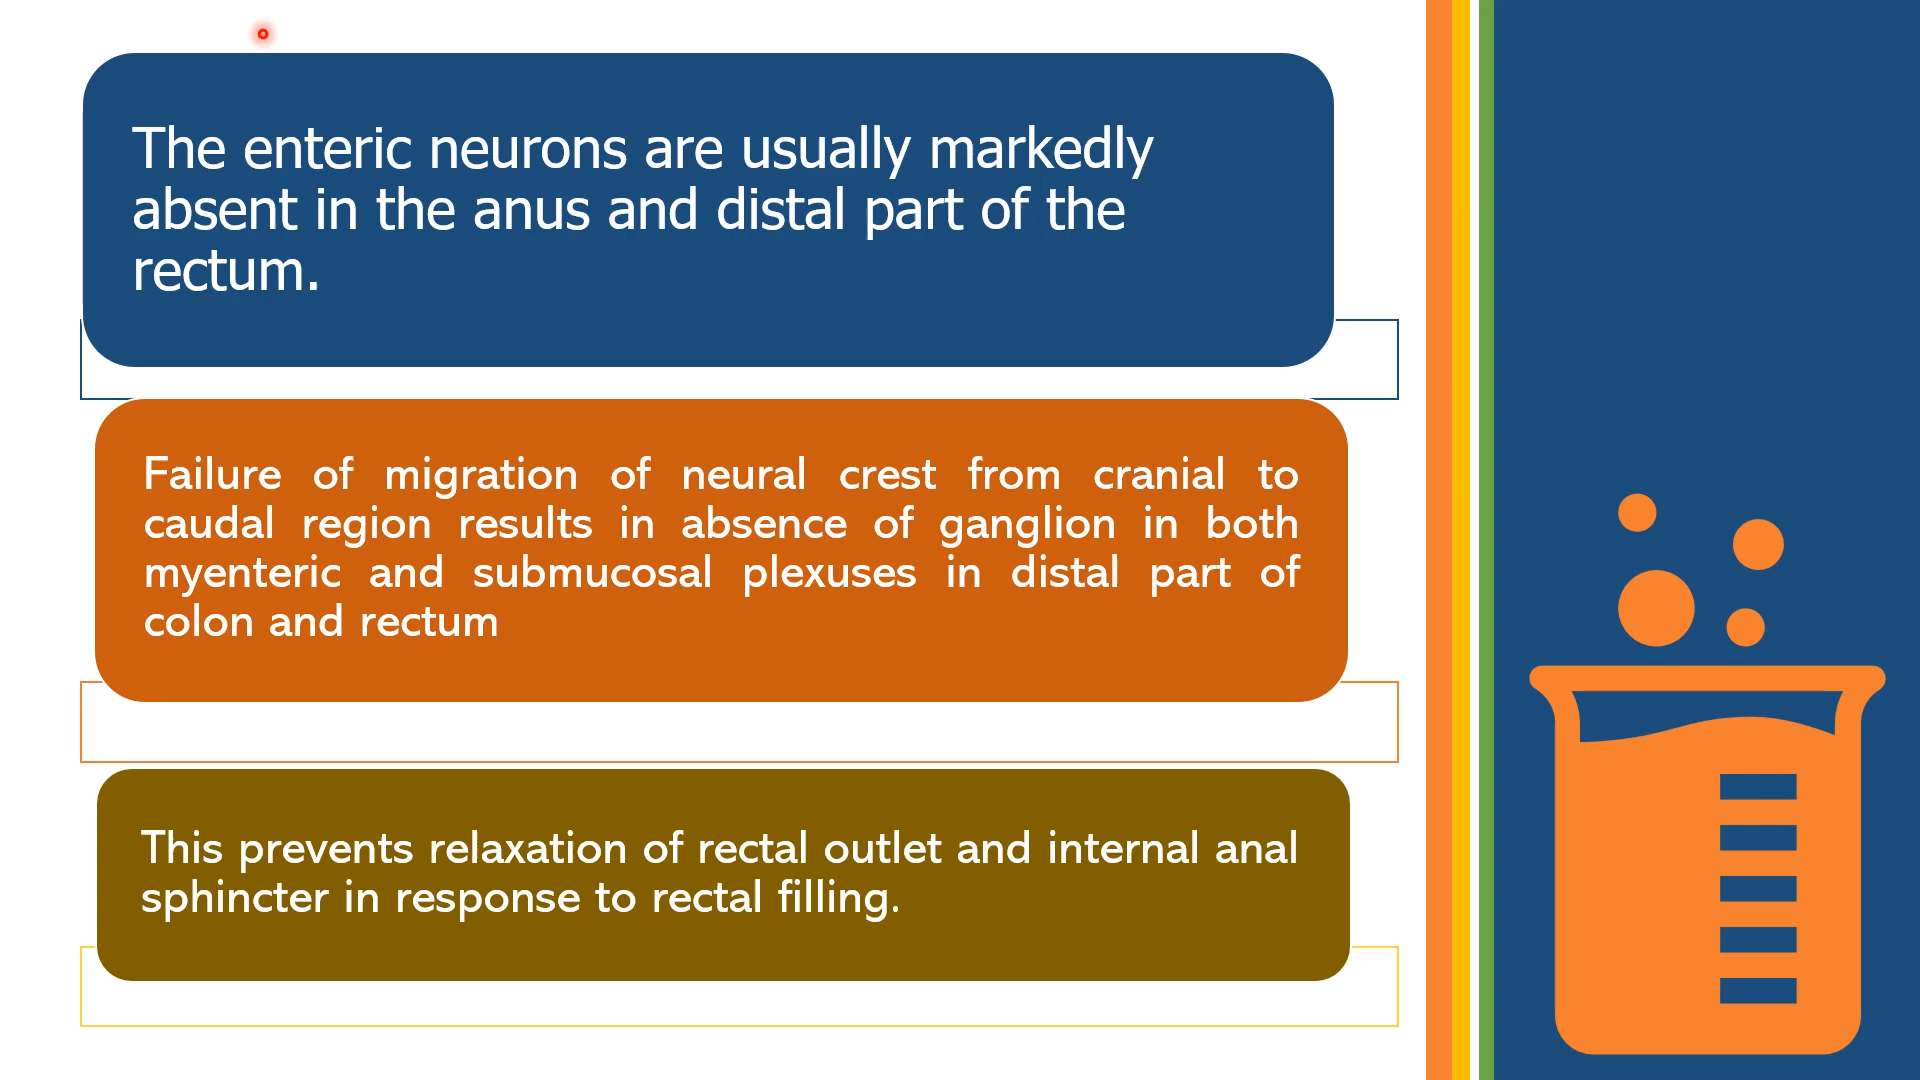 The enteric neurons are usually markedly
absent in the anus and distal part of the
rectum.
Failure of migration of neural crest from cranial to
caudal region results in absence of ganglion in both
myenteric and submucosal plexuses in distal part of
colon and rectum
This prevents relaxation of rectal outlet and internal anal
sphincter in response to rectal filling.